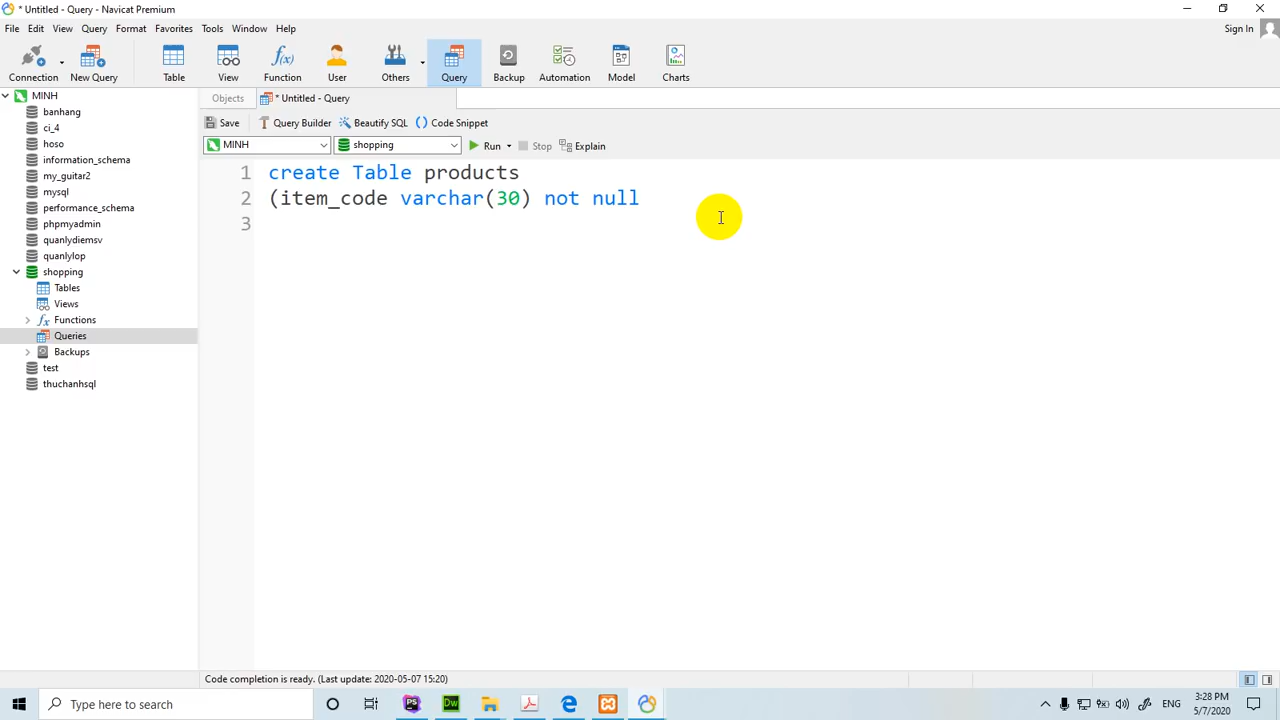 * Untitled - Query - Navicat Premium
File Edit View Query Format Favorites Tools Window Help
Sign In
Connection New Query Table View Function User Others Query Backup Automation Model Charts
MINH
banhang
ci_4
hoso
information_schema
my_guitar2
mysql
performance_schema
phpmyadmin
quanlydiemsv
quanlylop
shopping
Tables
Views
Functions
Queries
Backups
test
thuchanhsql
Objects * Untitled - Query
Save Query Builder Beautify SQL () Code Snippet
MINH shopping Run Stop Explain
1 create Table products
2 (item_code varchar(30) not null
3
Code completion is ready. (Last update: 2020-05-07 15:20)
Type here to search
PS Dw
ENG
3:28 PM
5/7/2020